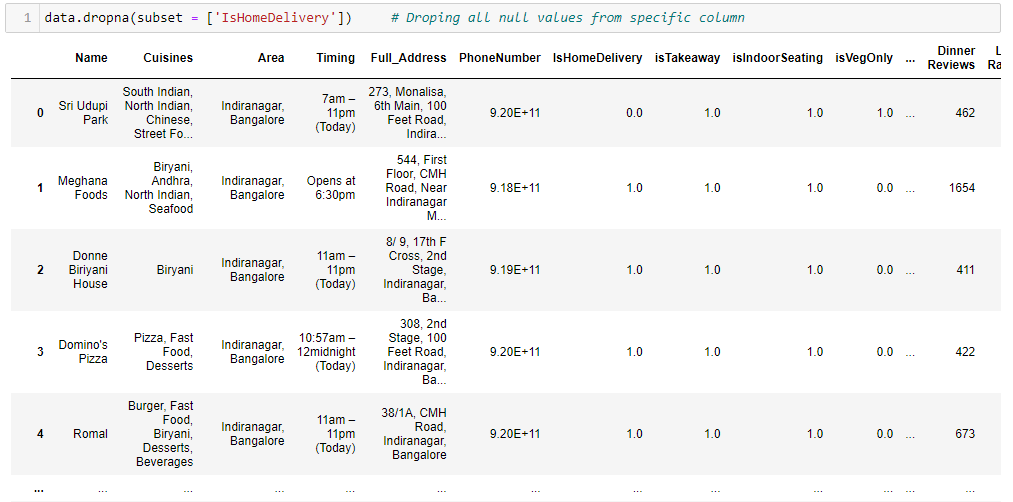 1 data.dropna(subset = ['IsHomeDelivery']) # Droping all null values from specific column
Name Cuisines Area Timing Full_Address PhoneNumber IsHomeDelivery isTakeaway isIndoorSeating isVegOnly ... Dinner Reviews L Ra
0 Sri Udupi Park South Indian, North Indian, Chinese, Street Fo... Indiranagar, Bangalore 7am – 11pm (Today) 273, Monalisa, 6th Main, 100 Feet Road, Indira... 9.20E+11 0.0 1.0 1.0 1.0 ... 462
1 Meghana Foods Biryani, Andhra, North Indian, Seafood Indiranagar, Bangalore Opens at 6:30pm 544, First Floor, CMH Road, Near Indiranagar M... 9.18E+11 1.0 1.0 1.0 0.0 ... 1654
2 Donne Biriyani House Biryani Indiranagar, Bangalore 11am – 11pm (Today) 8/ 9, 17th F Cross, 2nd Stage, Indiranagar, Ba... 9.19E+11 1.0 1.0 1.0 0.0 ... 411
3 Domino's Pizza Pizza, Fast Food, Desserts Indiranagar, Bangalore 10:57am – 12midnight (Today) 308, 2nd Stage, 100 Feet Road, Indiranagar, Ba... 9.20E+11 1.0 1.0 1.0 0.0 ... 422
4 Romal Burger, Fast Food, Biryani, Desserts, Beverages Indiranagar, Bangalore 11am – 11pm (Today) 38/1A, CMH Road, Indiranagar, Bangalore 9.20E+11 1.0 1.0 1.0 0.0 ... 673
... ... ... ... ... ... ... ... ... ... ... ... ...